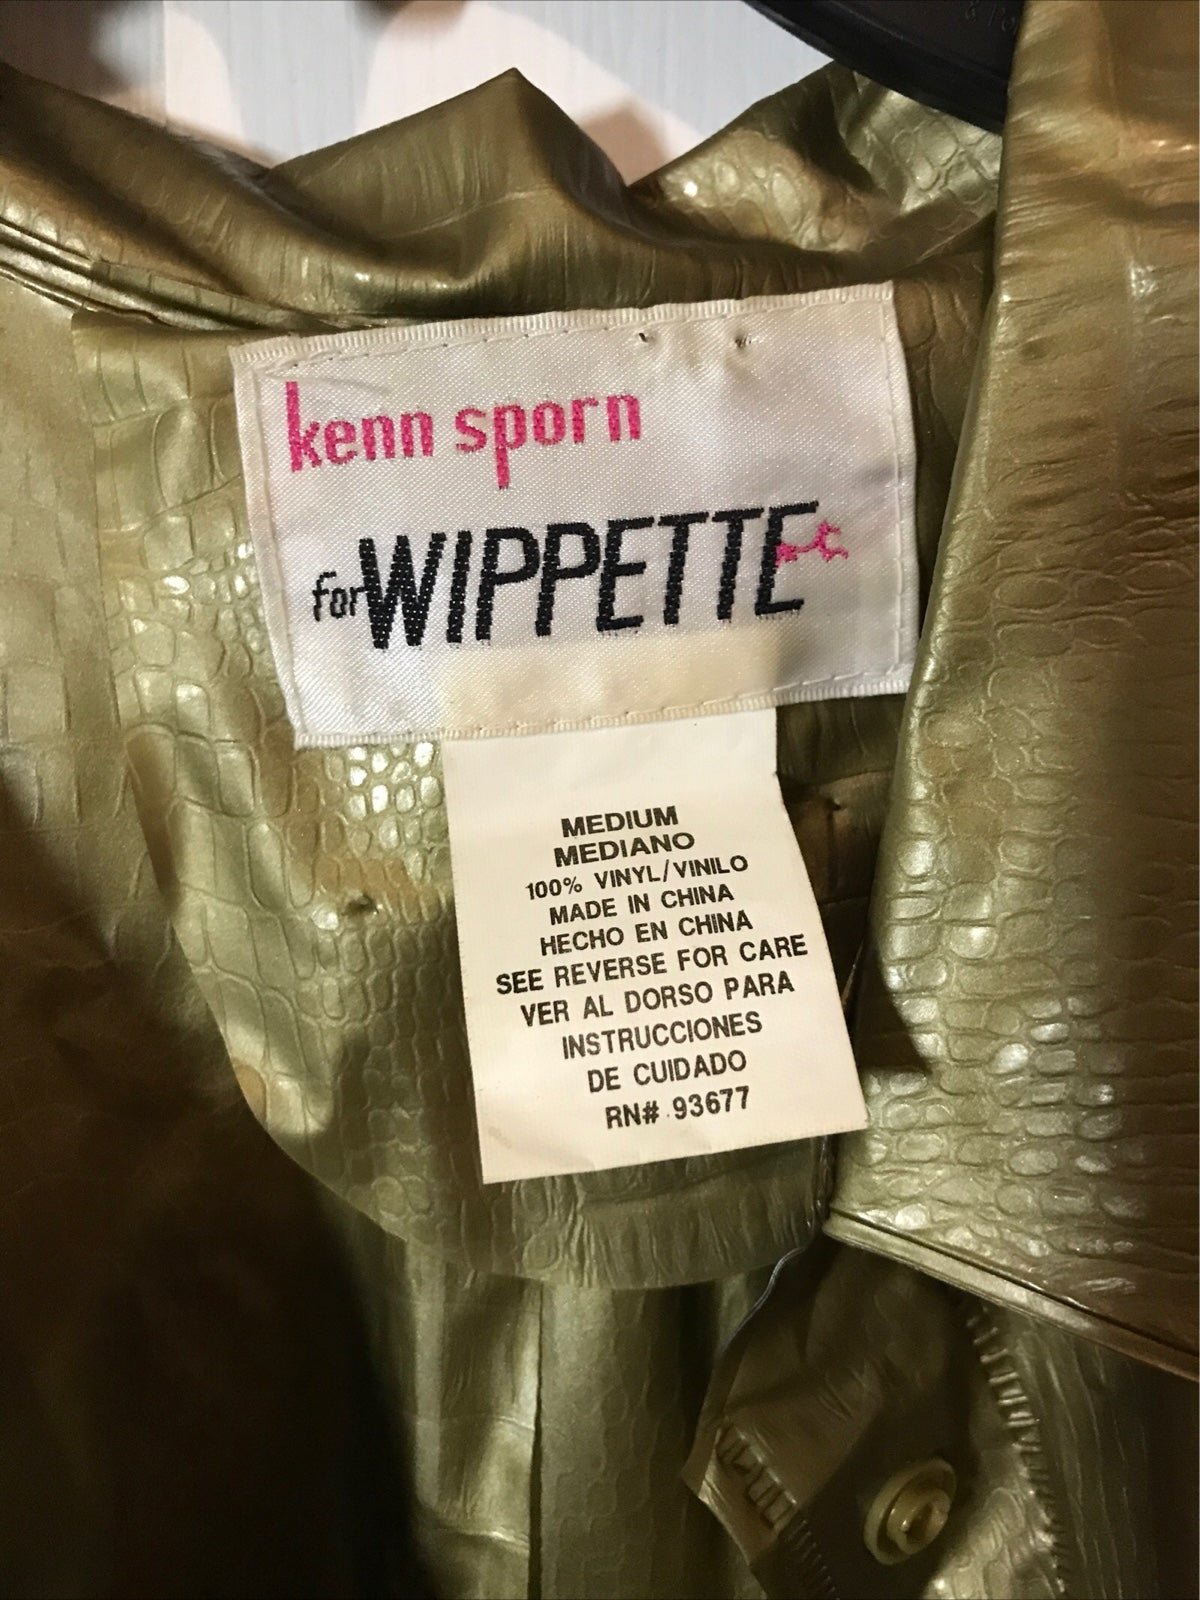 kenn sporn
for WIPPETTE
MEDIUM
MEDIANO
100% VINYL/VINILO
MADE IN CHINA
HECHO EN CHINA
SEE REVERSE FOR CARE
VER AL DORSO PARA
INSTRUCCIONES
DE CUIDADO
RN# 93677